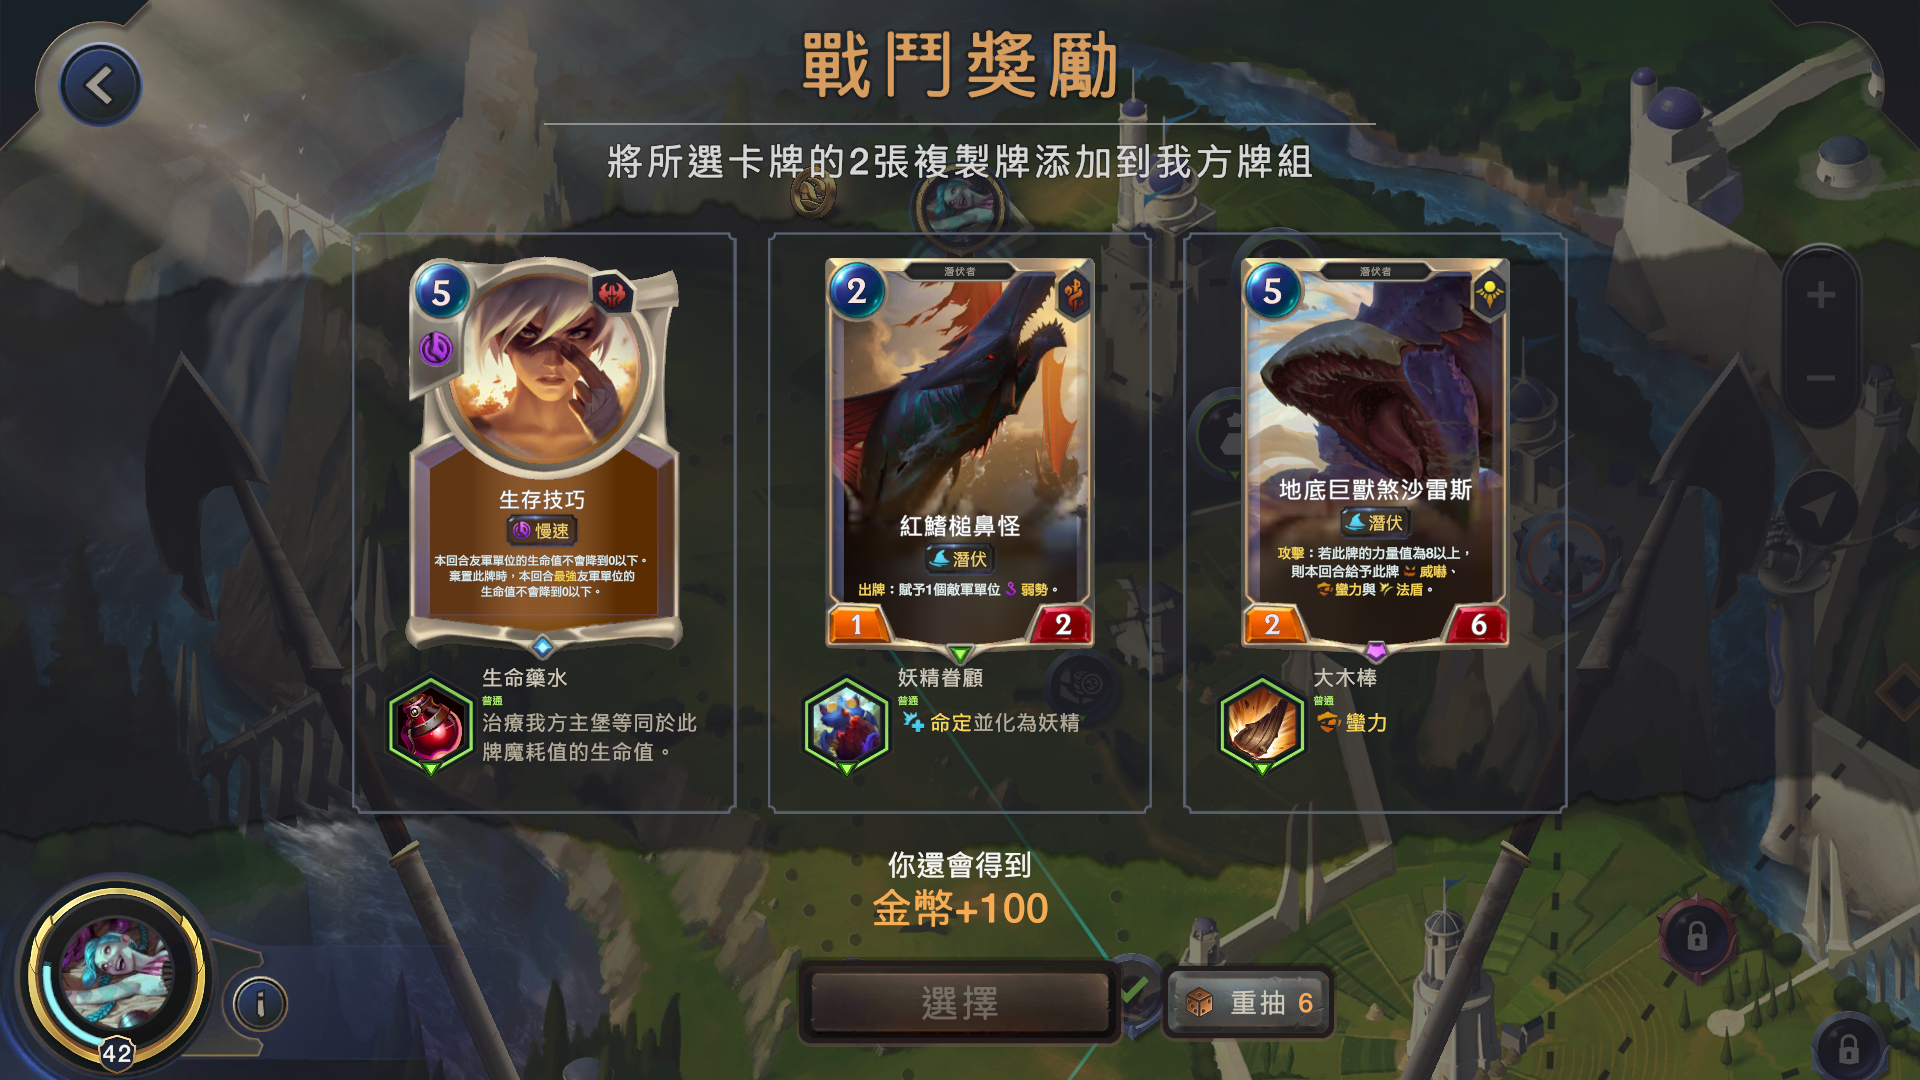 戰鬥獎勵
將所選卡牌的2張複製牌添加到我方牌組
5
生存技巧
慢速
本回合友軍單位的生命值不會降到0以下。
棄置此牌時,本回合最強友軍單位的
生命值不會降到0以下。
生命藥水
普通
治療我方主堡等同於此
牌魔耗值的生命值。
潛伏者
2
紅鰭槌鼻怪
潛伏
出牌:賦予1個敵軍單位 弱勢。
1
2
妖精眷顧
普通
命定並化為妖精
潛伏者
5
地底巨獸煞沙雷斯
潛伏
攻擊:若此牌的力量值為8以上,
則本回合給予此牌 威嚇、
蠻力與 法盾。
2
6
大木棒
普通
蠻力
你還會得到
金幣+100
選擇
重抽 6
42